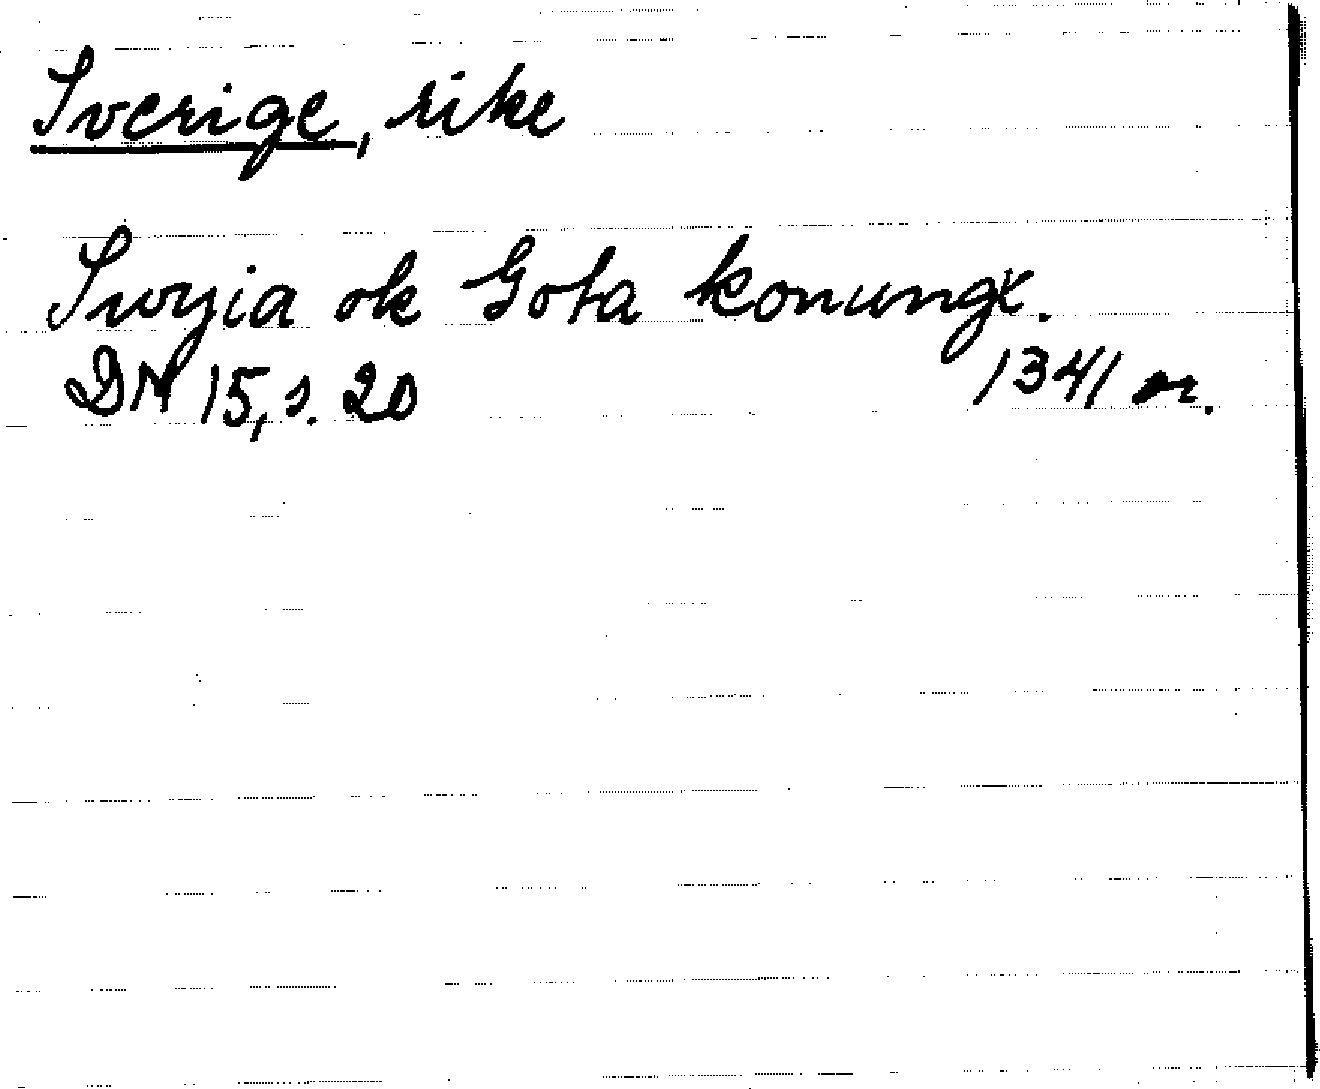 Sverige, rike
Swyia ok Gota konungx.
DN 15, s. 20 1341 or.